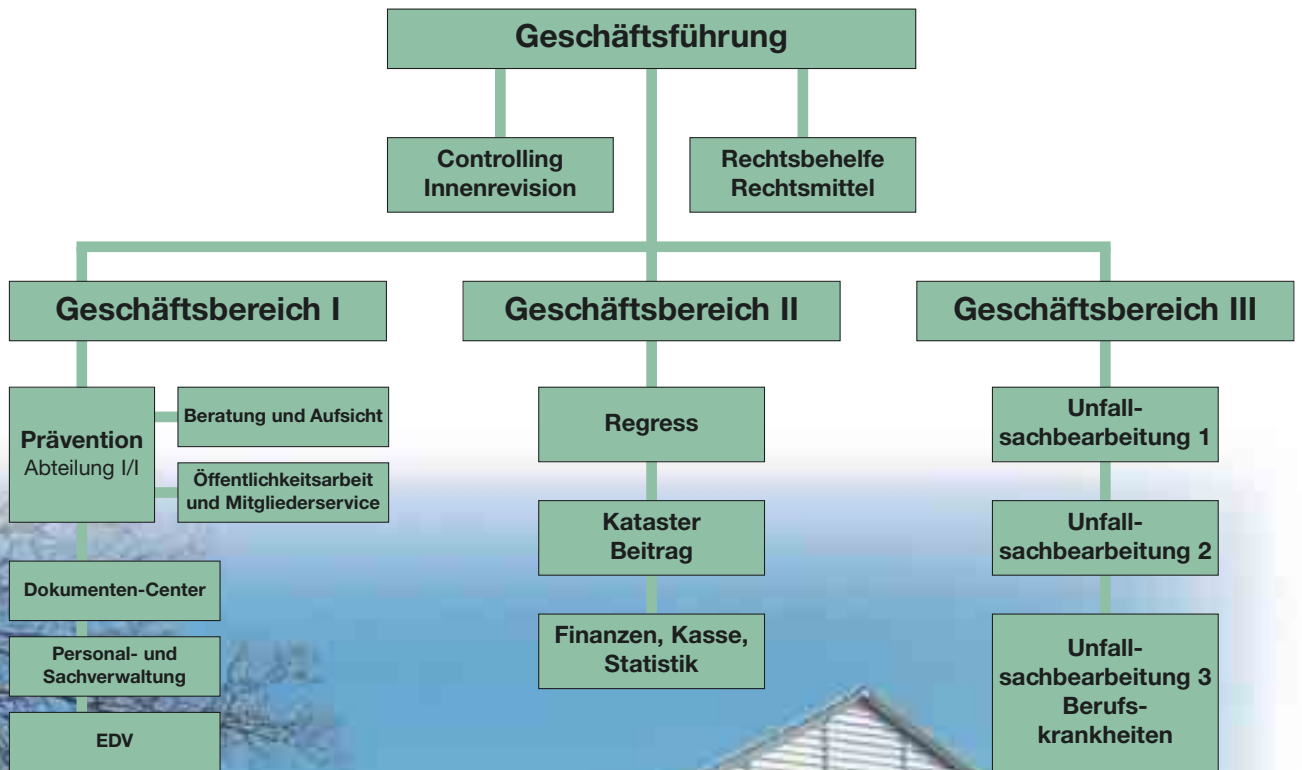 Geschäftsführung
Controlling
Innenrevision
Rechtsbehelfe
Rechtsmittel
Geschäftsbereich I
Geschäftsbereich II
Geschäftsbereich III
Prävention
Abteilung I/I
Beratung und Aufsicht
Öffentlichkeitsarbeit
und Mitgliederservice
Dokumenten-Center
Personal- und
Sachverwaltung
EDV
Regress
Kataster
Beitrag
Finanzen, Kasse,
Statistik
Unfall-
sachbearbeitung 1
Unfall-
sachbearbeitung 2
Unfall-
sachbearbeitung 3
Berufs-
krankheiten